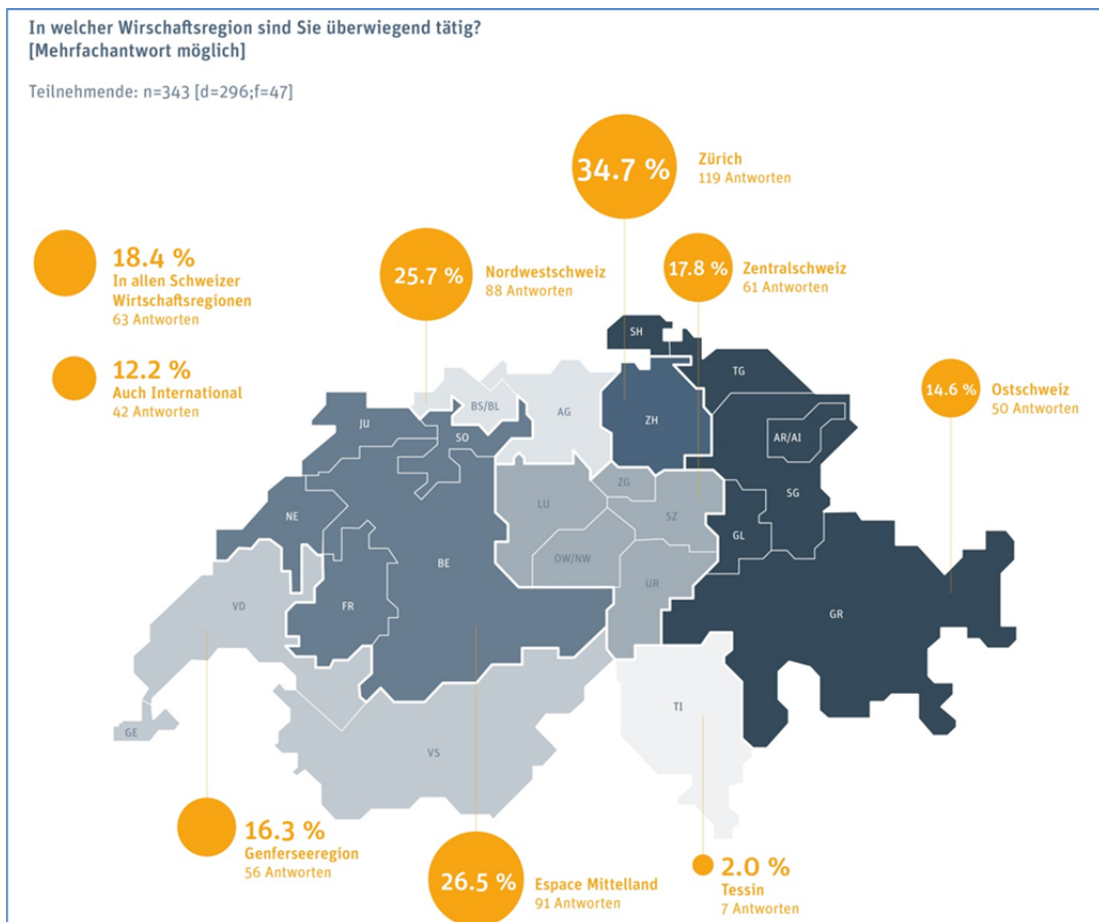 In welcher Wirschaftsregion sind Sie überwiegend tätig?
[Mehrfachantwort möglich]
Teilnehmende: n=343 [d=296;f=47]
34.7 %
Zürich
119 Antworten
18.4 %
In allen Schweizer
Wirtschaftsregionen
63 Antworten
25.7 %
Nordwestschweiz
88 Antworten
17.8 %
Zentralschweiz
61 Antworten
12.2 %
Auch International
42 Antworten
14.6 %
Ostschweiz
50 Antworten
SH
TG
BS/BL
AG
ZH
JU
SO
AR/AI
ZG
LU
SZ
SG
NE
GL
BE
OW/NW
UR
VD
FR
GR
TI
GE
VS
16.3 %
Genferseeregion
56 Antworten
26.5 %
Espace Mittelland
91 Antworten
2.0 %
Tessin
7 Antworten